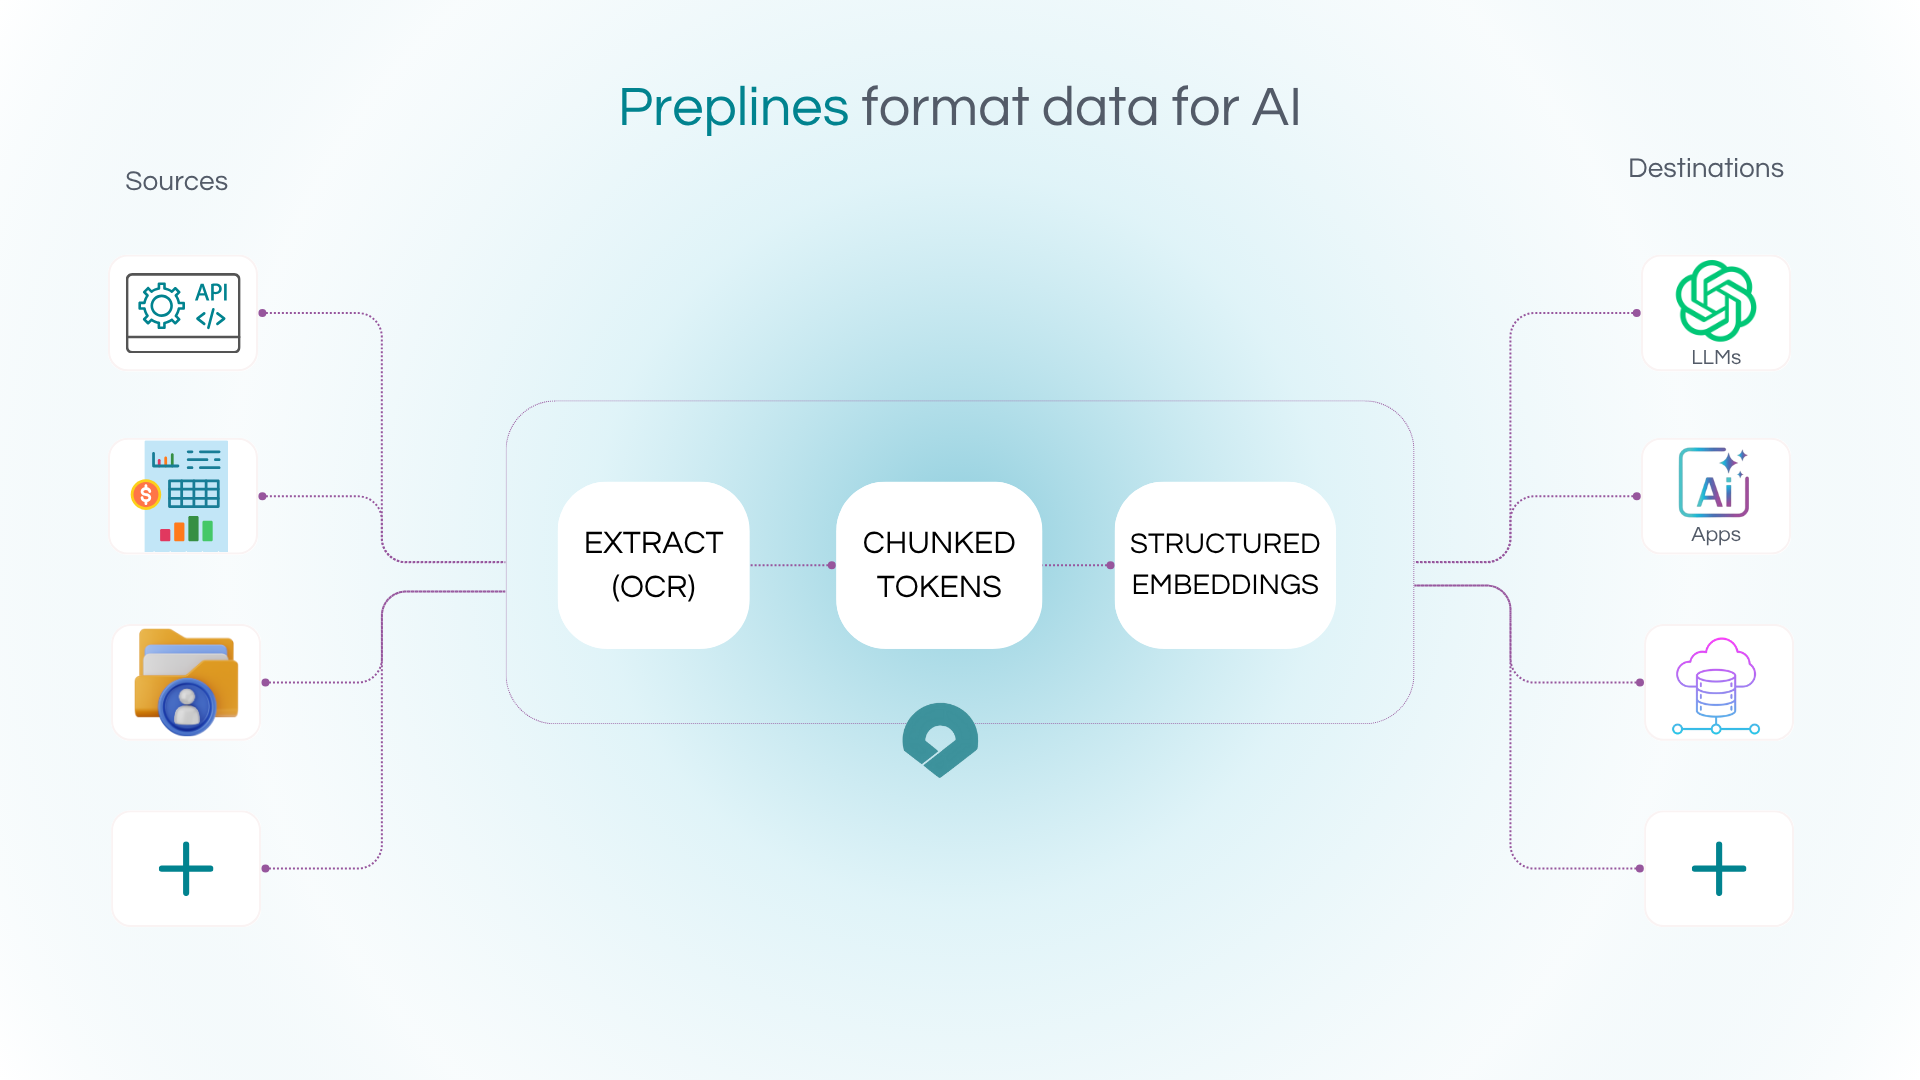 Preplines format data for AI
Sources
Destinations
API
</>
$
EXTRACT
(OCR)
CHUNKED
TOKENS
STRUCTURED
EMBEDDINGS
LLMs
Ai
Apps